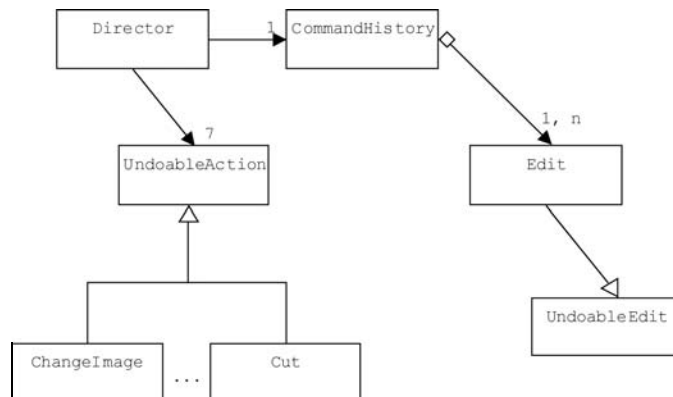 Director
1
CommandHistory
1, n
7
UndoableAction
Edit
UndoableEdit
ChangeImage
...
Cut